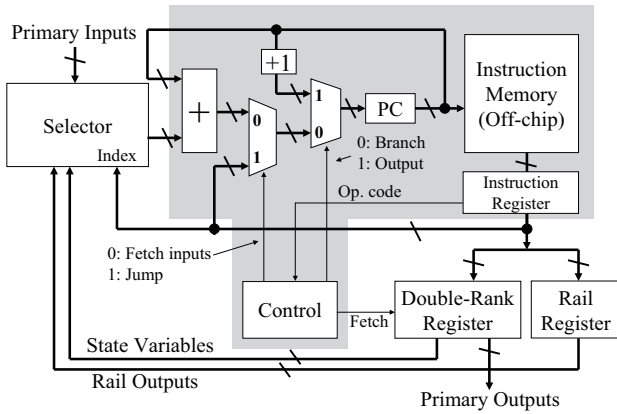 Primary Inputs
Selector
Index
+
+1
0
1
1
0
PC
Instruction
Memory
(Off-chip)
0: Branch
1: Output
Op. code
Instruction
Register
0: Fetch inputs
1: Jump
Control
Fetch
Double-Rank
Register
Rail
Register
State Variables
Rail Outputs
Primary Outputs